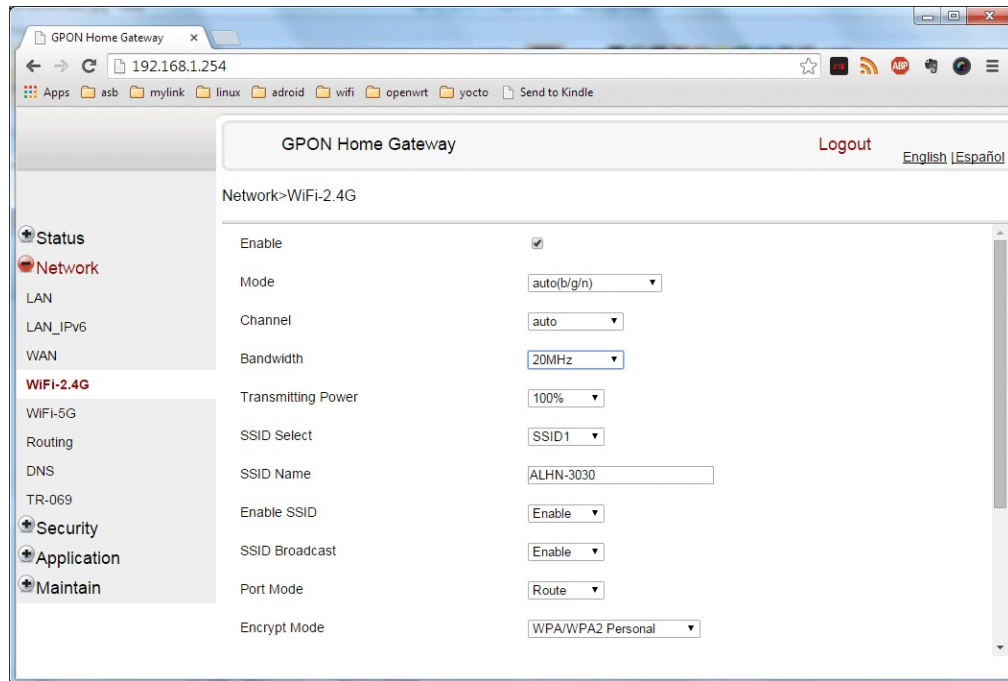 GPON Home Gateway
192.168.1.254
ABP
Apps asb mylink linux adroid wifi openwrt yocto Send to Kindle
GPON Home Gateway Logout English |Español
Network>WiFi-2.4G
Status
Network
LAN
LAN_IPv6
WAN
WiFi-2.4G
WiFi-5G
Routing
DNS
TR-069
Security
Application
Maintain
Enable
Mode auto(b/g/n)
Channel auto
Bandwidth 20MHz
Transmitting Power 100%
SSID Select SSID1
SSID Name ALHN-3030
Enable SSID Enable
SSID Broadcast Enable
Port Mode Route
Encrypt Mode WPA/WPA2 Personal